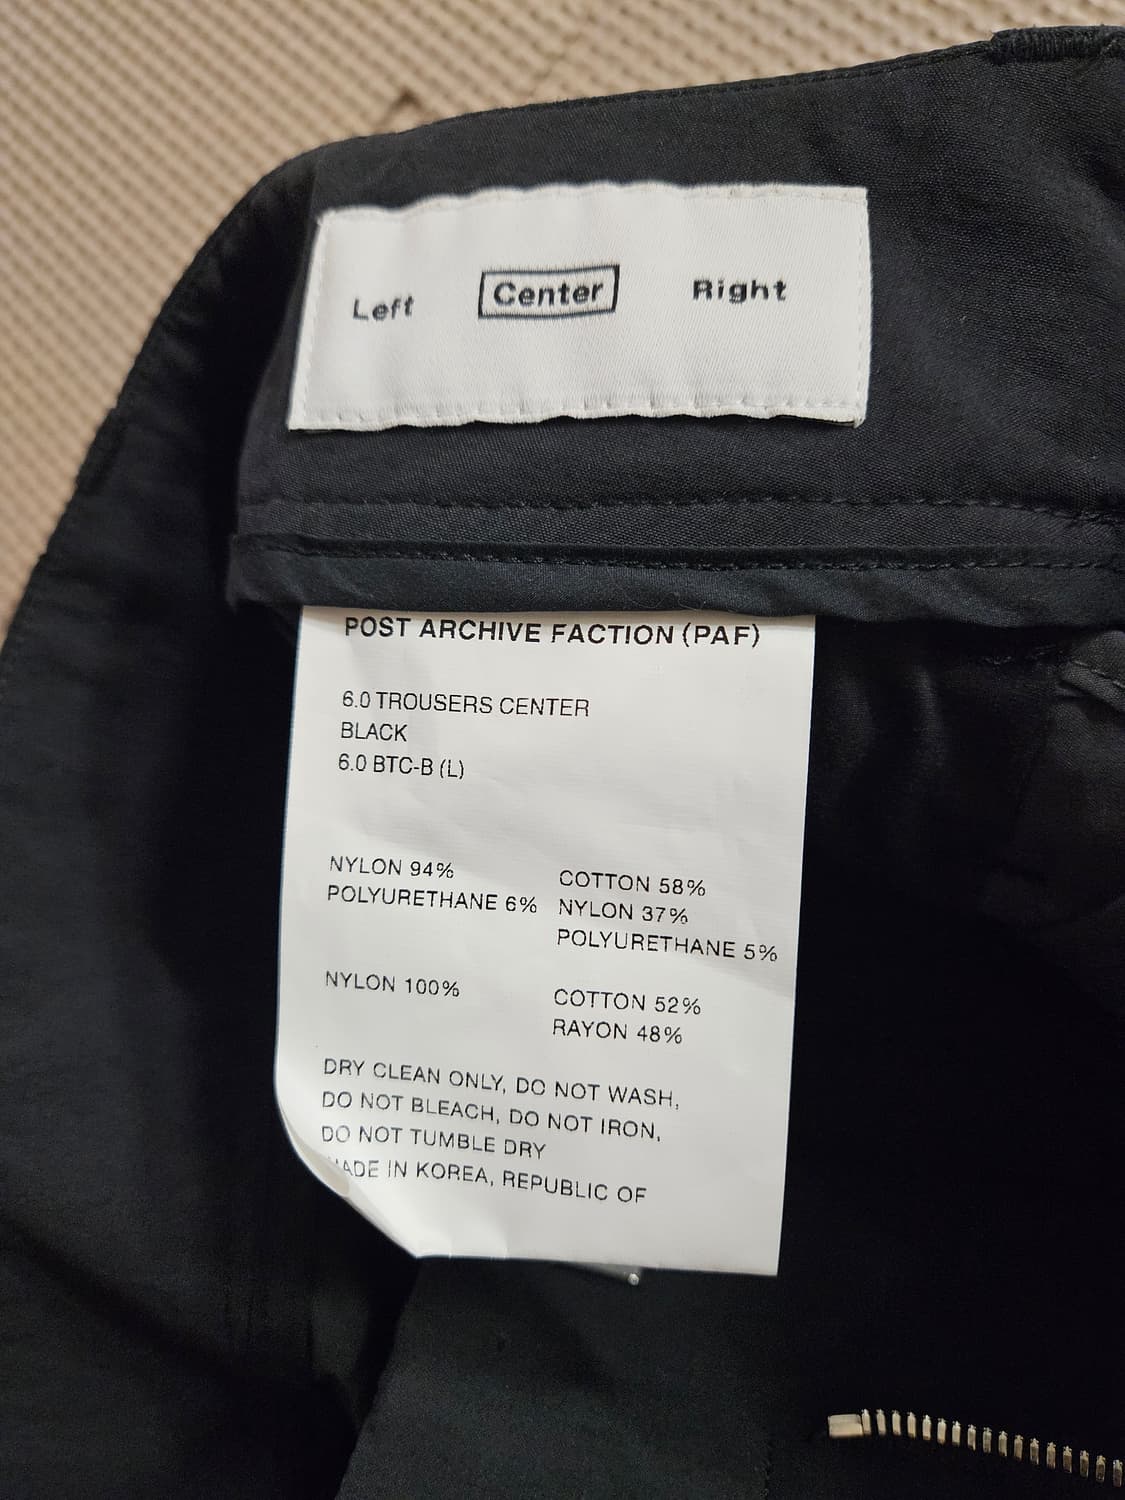 Left Center Right
POST ARCHIVE FACTION (PAF)
6.0 TROUSERS CENTER
BLACK
6.0 BTC-B (L)
NYLON 94%
POLYURETHANE 6%
COTTON 58%
NYLON 37%
POLYURETHANE 5%
NYLON 100%
COTTON 52%
RAYON 48%
DRY CLEAN ONLY, DO NOT WASH,
DO NOT BLEACH, DO NOT IRON,
DO NOT TUMBLE DRY
MADE IN KOREA, REPUBLIC OF